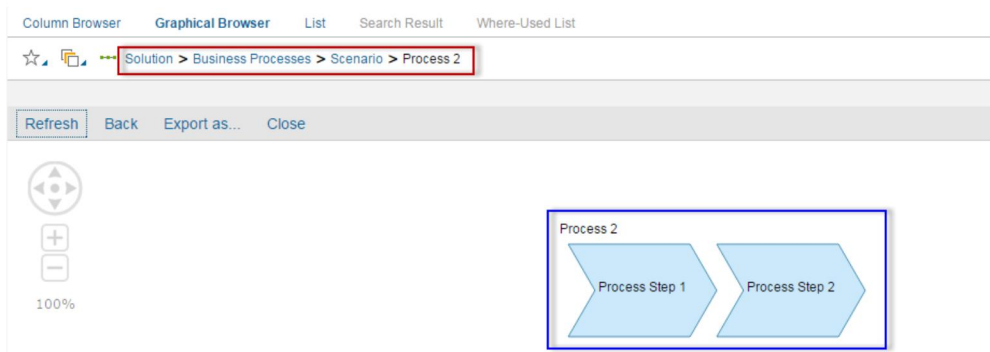 Column Browser Graphical Browser List Search Result Where-Used List
Solution > Business Processes > Scenario > Process 2
Refresh Back Export as... Close
Process 2
Process Step 1 Process Step 2
100%